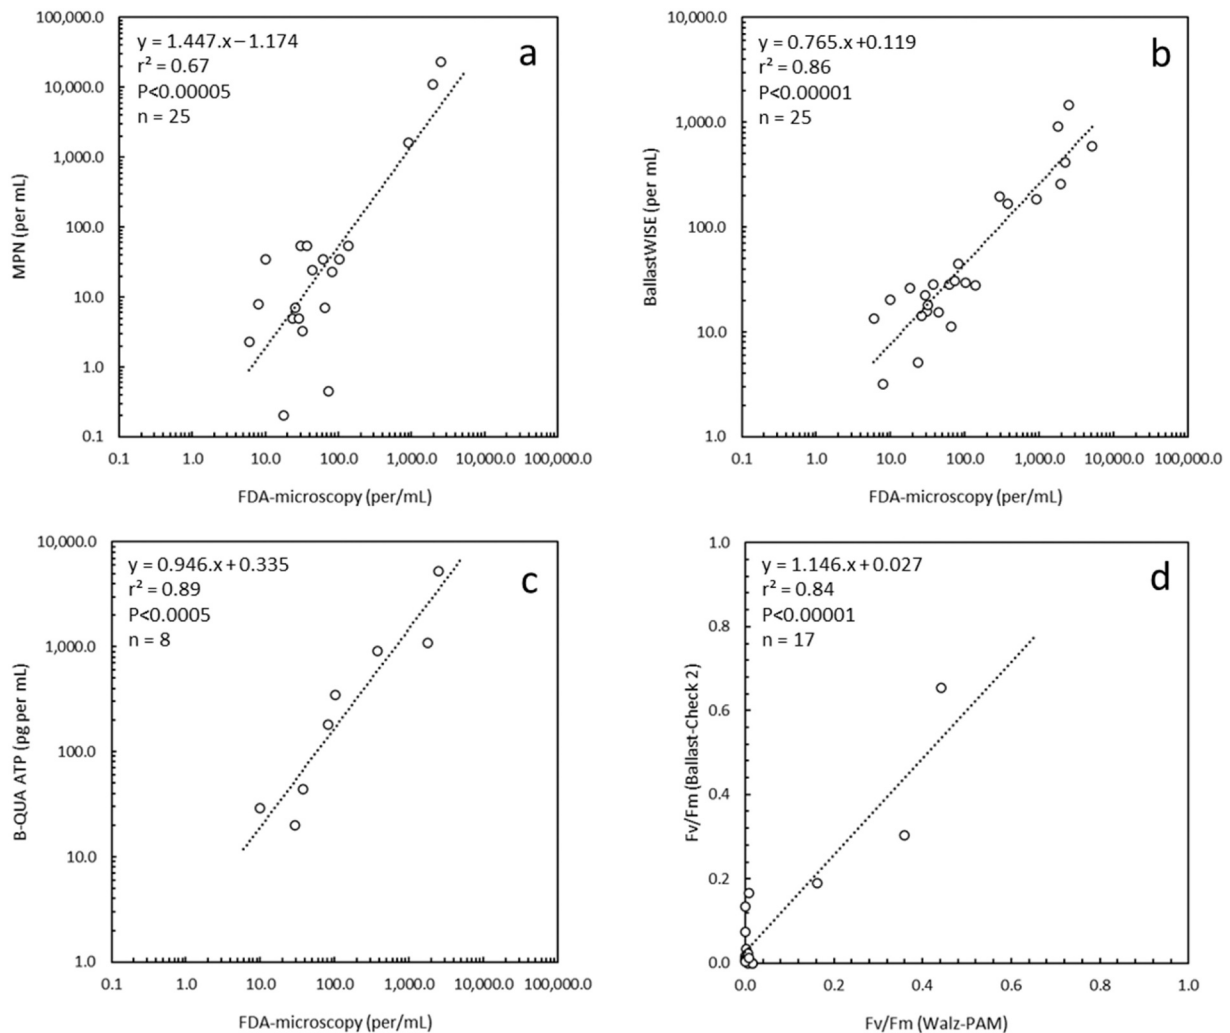 a
y = 1.447.x – 1.174
r² = 0.67
P<0.00005
n = 25
100,000.0
10,000.0
1,000.0
100.0
10.0
1.0
0.1
MPN (per mL)
0.1 1.0 10.0 100.0 1,000.0 10,000.0 100,000.0
FDA-microscopy (per/mL)
b
y = 0.765.x+0.119
r² = 0.86
P<0.00001
n = 25
10,000.0
1,000.0
100.0
10.0
1.0
BallastWISE (per mL)
0.1 1.0 10.0 100.0 1,000.0 10,000.0 100,000.0
FDA-microscopy (per/mL)
c
y = 0.946.x + 0.335
r² = 0.89
P<0.0005
n = 8
10,000.0
1,000.0
100.0
10.0
1.0
B-QUA ATP (pg per mL)
0.1 1.0 10.0 100.0 1,000.0 10,000.0 100,000.0
FDA-microscopy (per/mL)
d
y = 1.146.x + 0.027
r² = 0.84
P<0.00001
n = 17
1.0
0.8
0.6
0.4
0.2
0.0
Fv/Fm (Ballast-Check 2)
0.0 0.2 0.4 0.6 0.8 1.0
Fv/Fm (Walz-PAM)